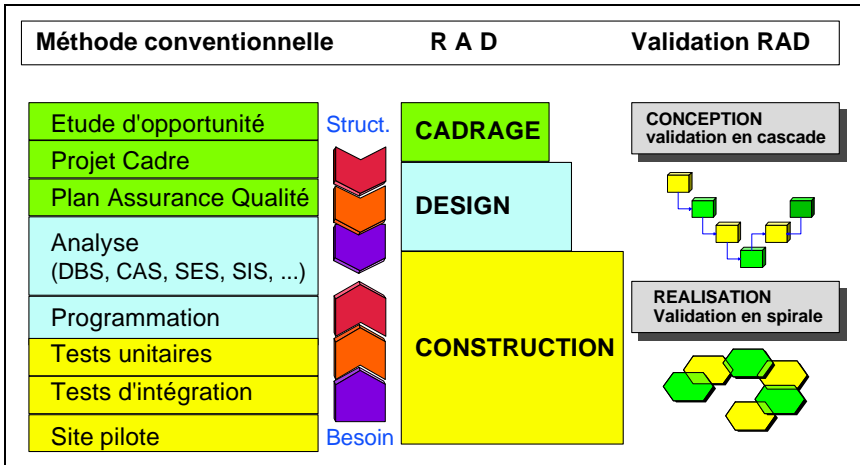 Méthode conventionnelle
R A D
Validation RAD
Etude d'opportunité
Projet Cadre
Plan Assurance Qualité
Analyse
(DBS, CAS, SES, SIS, ...)
Programmation
Tests unitaires
Tests d'intégration
Site pilote
Struct.
Besoin
CADRAGE
DESIGN
CONSTRUCTION
CONCEPTION
validation en cascade
REALISATION
Validation en spirale